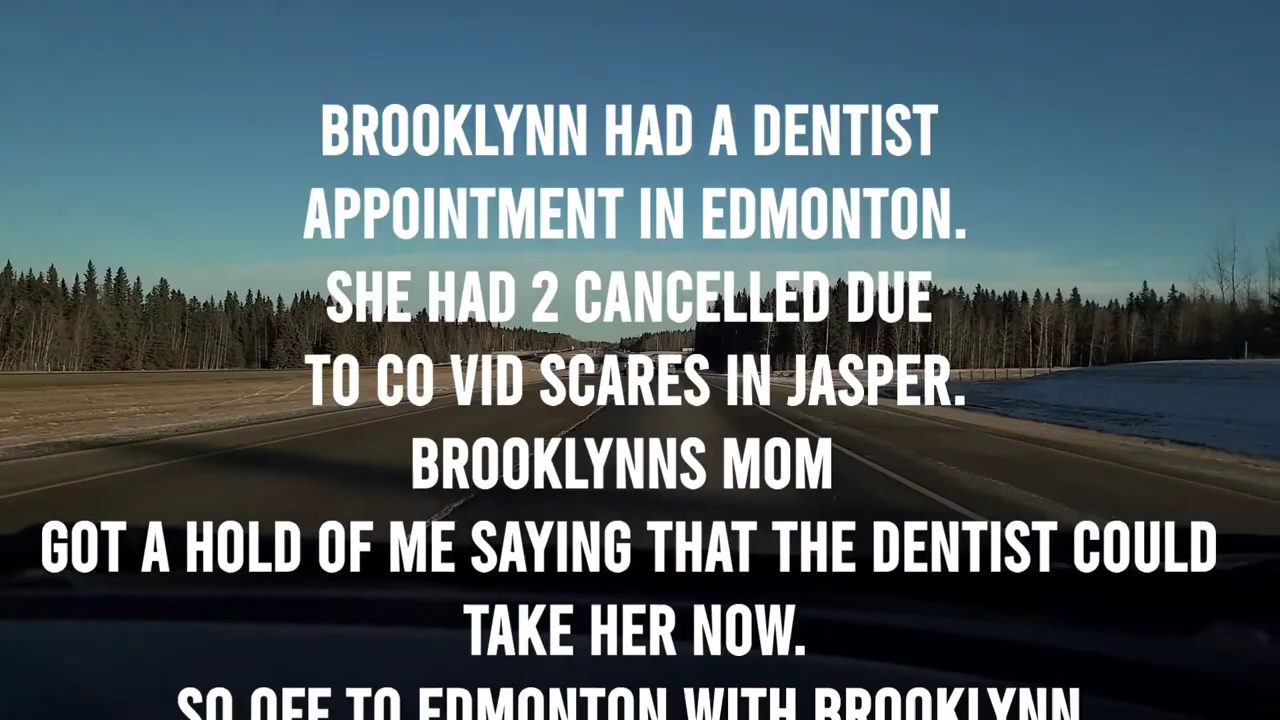 BROOKLYNN HAD A DENTIST
APPOINTMENT IN EDMONTON.
SHE HAD 2 CANCELLED DUE
TO CO VID SCARES IN JASPER.
BROOKLYNNS MOM
GOT A HOLD OF ME SAYING THAT THE DENTIST COULD
TAKE HER NOW.
SO OFF TO EDMONTON WITH BROOKLYNN